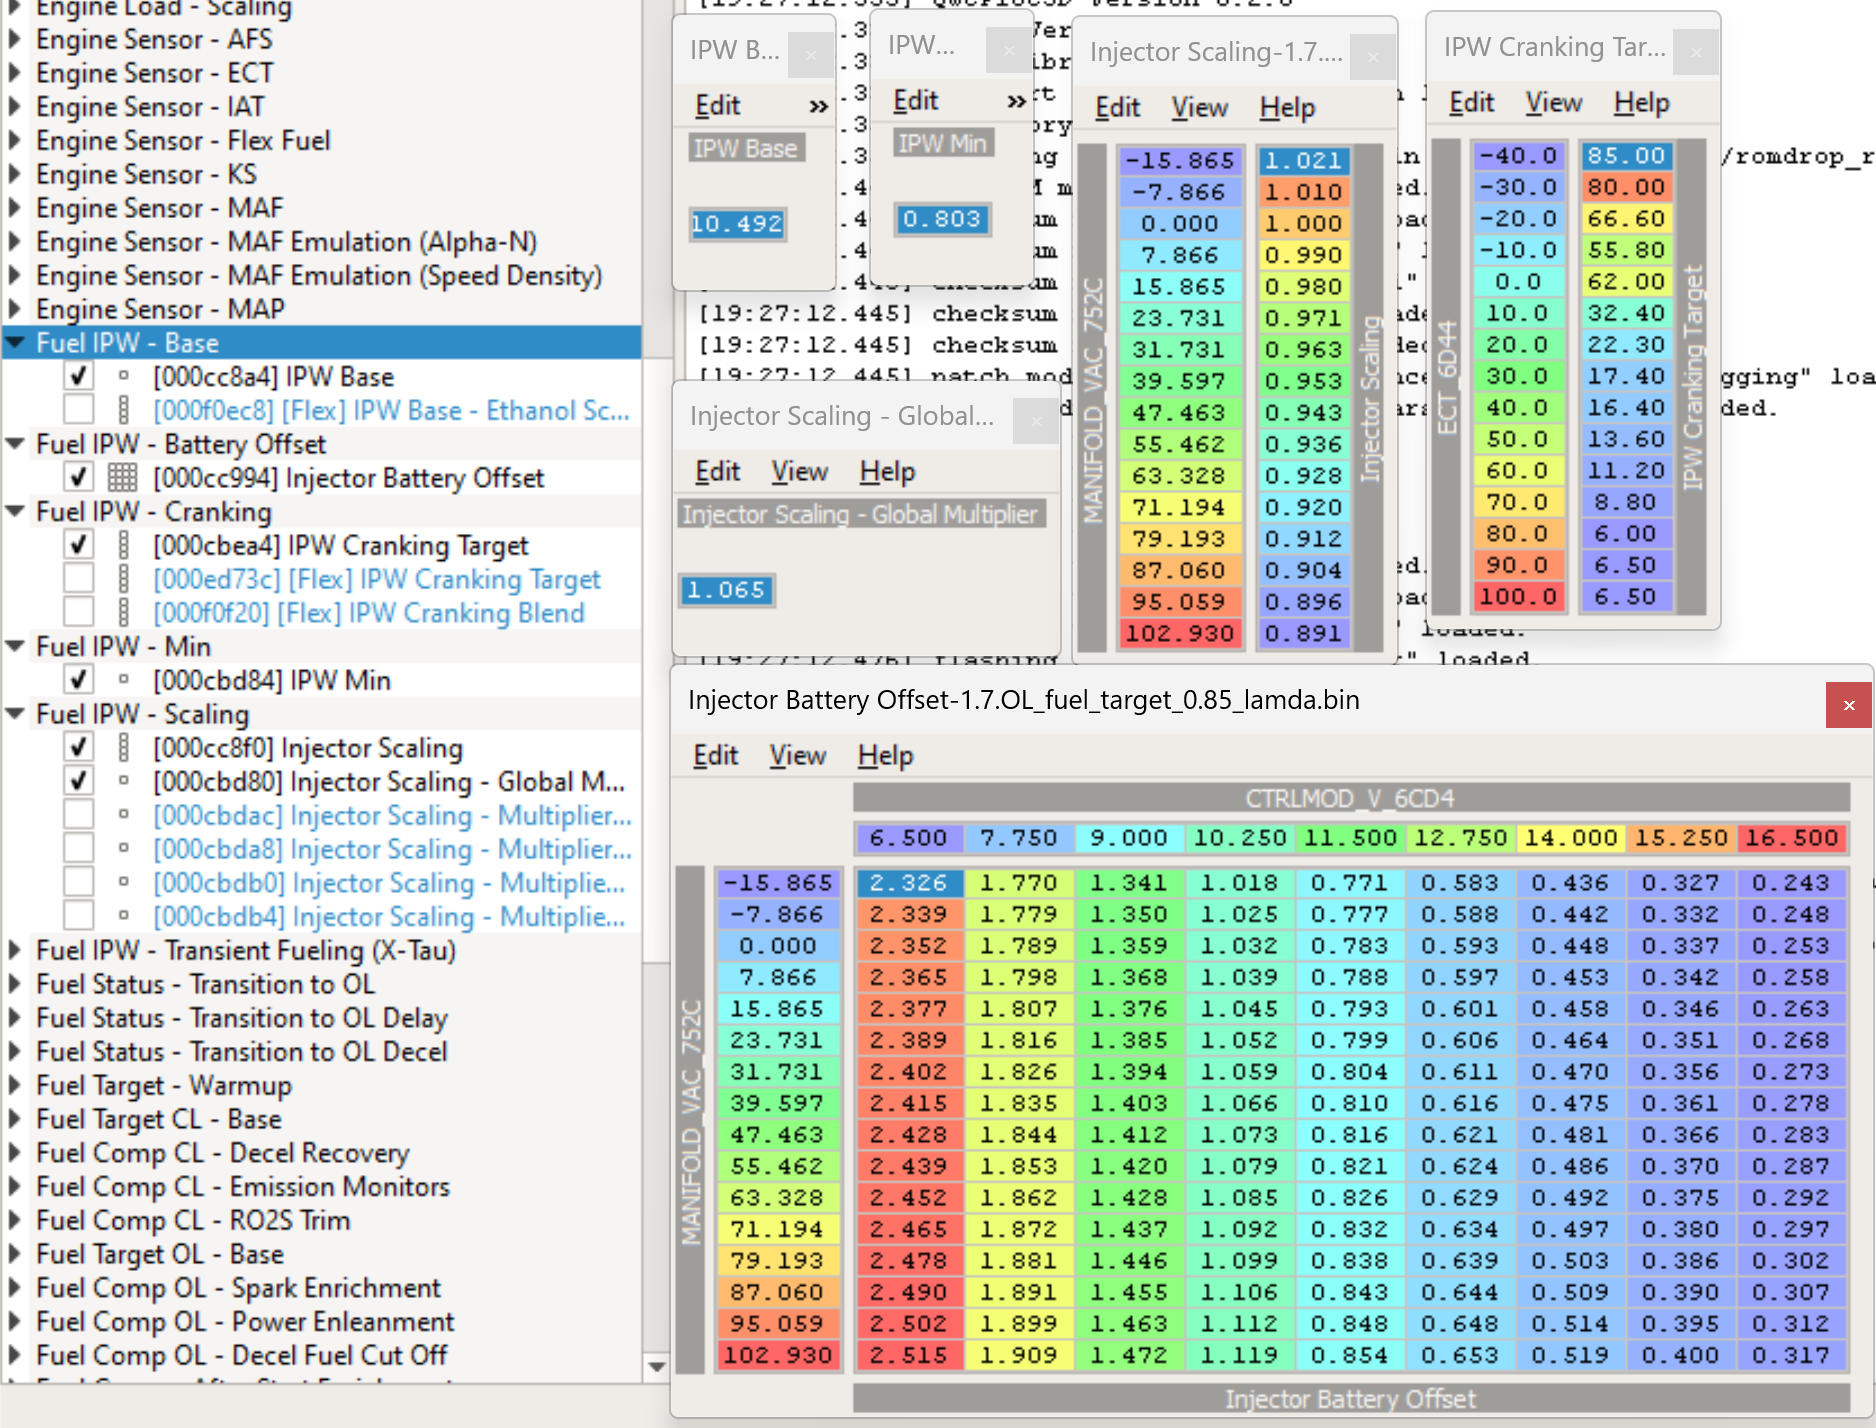 Engine Load - Scaling
Engine Sensor - AFS
Engine Sensor - ECT
Engine Sensor - IAT
Engine Sensor - Flex Fuel
Engine Sensor - KS
Engine Sensor - MAF
Engine Sensor - MAF Emulation (Alpha-N)
Engine Sensor - MAF Emulation (Speed Density)
Engine Sensor - MAP
Fuel IPW - Base
[000cc8a4] IPW Base
[000f0ec8] [Flex] IPW Base - Ethanol Sc...
Fuel IPW - Battery Offset
[000cc994] Injector Battery Offset
Fuel IPW - Cranking
[000cbea4] IPW Cranking Target
[000ed73c] [Flex] IPW Cranking Target
[000f0f20] [Flex] IPW Cranking Blend
Fuel IPW - Min
[000cbd84] IPW Min
Fuel IPW - Scaling
[000cc8f0] Injector Scaling
[000cbd80] Injector Scaling - Global M...
[000cbdac] Injector Scaling - Multiplier...
[000cbda8] Injector Scaling - Multiplier...
[000cbdb0] Injector Scaling - Multiplie...
[000cbdb4] Injector Scaling - Multiplie...
Fuel IPW - Transient Fueling (X-Tau)
Fuel Status - Transition to OL
Fuel Status - Transition to OL Delay
Fuel Status - Transition to OL Decel
Fuel Target - Warmup
Fuel Target CL - Base
Fuel Comp CL - Decel Recovery
Fuel Comp CL - Emission Monitors
Fuel Comp CL - RO2S Trim
Fuel Target OL - Base
Fuel Comp OL - Spark Enrichment
Fuel Comp OL - Power Enleanment
Fuel Comp OL - Decel Fuel Cut Off
IPW B...
Edit »
IPW Base
10.492
IPW...
Edit »
IPW Min
0.803
Injector Scaling-1.7....
Edit View Help
MANIFOLD_VAC_752C
-15.865 1.021
-7.866 1.010
0.000 1.000
7.866 0.990
15.865 0.980
23.731 0.971
31.731 0.963
39.597 0.953
47.463 0.943
55.462 0.936
63.328 0.928
71.194 0.920
79.193 0.912
87.060 0.904
95.059 0.896
102.930 0.891
Injector Scaling
IPW Cranking Tar...
Edit View Help
ECT_6D44
-40.0 85.00
-30.0 80.00
-20.0 66.60
-10.0 55.80
0.0 62.00
10.0 32.40
20.0 22.30
30.0 17.40
40.0 16.40
50.0 13.60
60.0 11.20
70.0 8.80
80.0 6.00
90.0 6.50
100.0 6.50
IPW Cranking Target
[19:27:12.445] checksum
[19:27:12.445] checksum
Injector Scaling - Global...
Edit View Help
Injector Scaling - Global Multiplier
1.065
Injector Battery Offset-1.7.OL_fuel_target_0.85_lamda.bin
Edit View Help
CTRLMOD_V_6CD4
6.500 7.750 9.000 10.250 11.500 12.750 14.000 15.250 16.500
MANIFOLD_VAC_752C
-15.865 2.326 1.770 1.341 1.018 0.771 0.583 0.436 0.327 0.243
-7.866 2.339 1.779 1.350 1.025 0.777 0.588 0.442 0.332 0.248
0.000 2.352 1.789 1.359 1.032 0.783 0.593 0.448 0.337 0.253
7.866 2.365 1.798 1.368 1.039 0.788 0.597 0.453 0.342 0.258
15.865 2.377 1.807 1.376 1.045 0.793 0.601 0.458 0.346 0.263
23.731 2.389 1.816 1.385 1.052 0.799 0.606 0.464 0.351 0.268
31.731 2.402 1.826 1.394 1.059 0.804 0.611 0.470 0.356 0.273
39.597 2.415 1.835 1.403 1.066 0.810 0.616 0.475 0.361 0.278
47.463 2.428 1.844 1.412 1.073 0.816 0.621 0.481 0.366 0.283
55.462 2.439 1.853 1.420 1.079 0.821 0.624 0.486 0.370 0.287
63.328 2.452 1.862 1.428 1.085 0.826 0.629 0.492 0.375 0.292
71.194 2.465 1.872 1.437 1.092 0.832 0.634 0.497 0.380 0.297
79.193 2.478 1.881 1.446 1.099 0.838 0.639 0.503 0.386 0.302
87.060 2.490 1.891 1.455 1.106 0.843 0.644 0.509 0.390 0.307
95.059 2.502 1.899 1.463 1.112 0.848 0.648 0.514 0.395 0.312
102.930 2.515 1.909 1.472 1.119 0.854 0.653 0.519 0.400 0.317
Injector Battery Offset